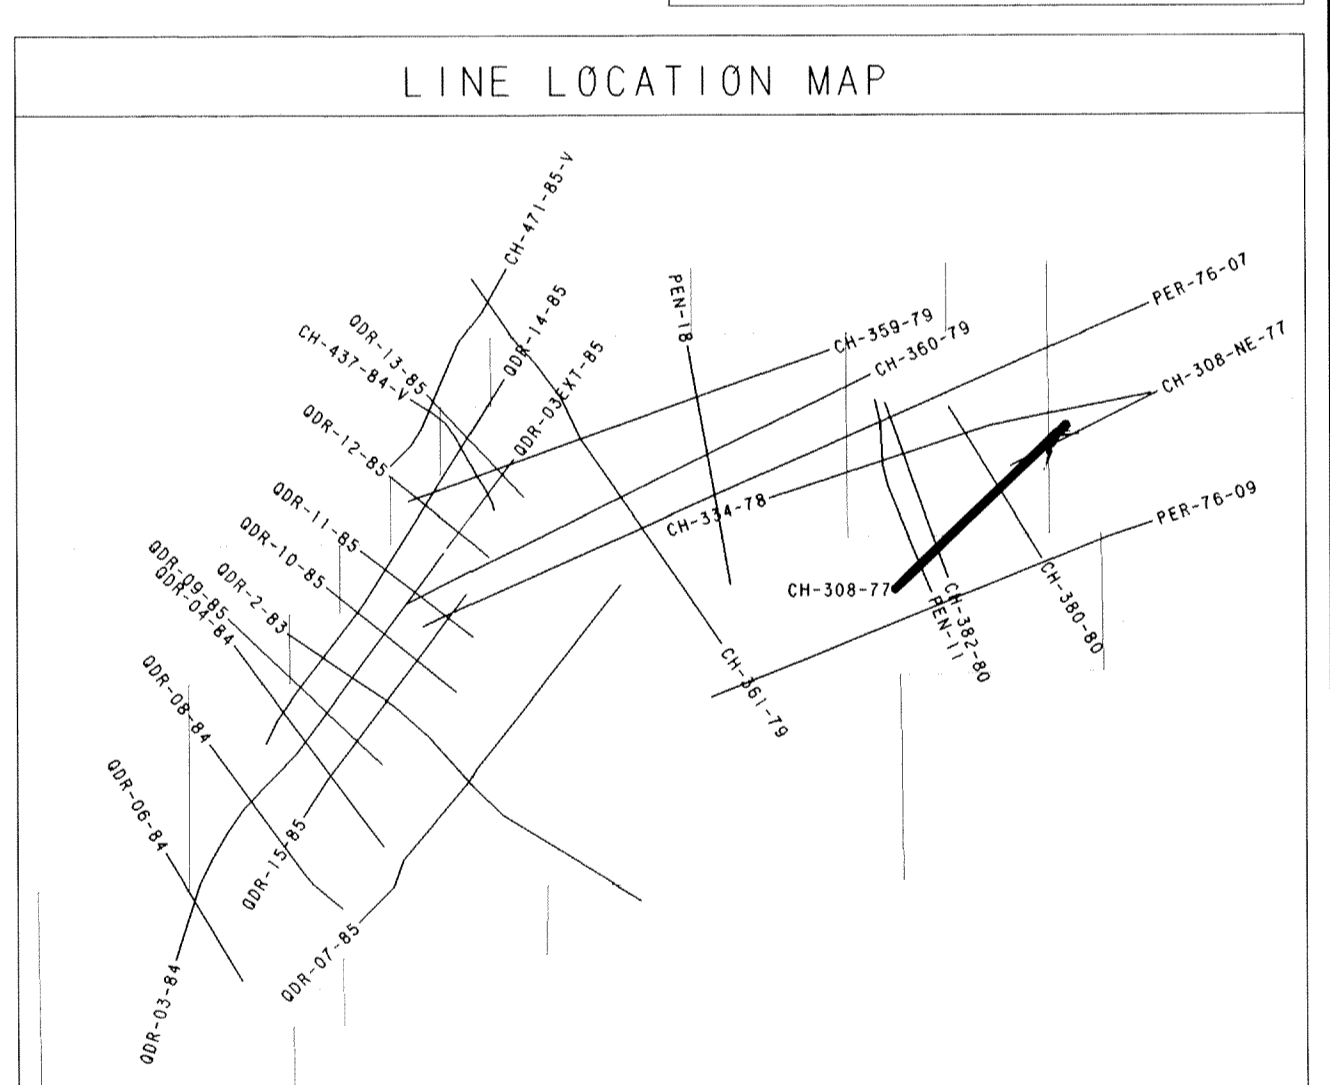 LINE LOCATION MAP
CH-471-85-V
QDR-14-85
QDR-13-85
CH-437-84-V
QDR-03EXT-85
QDR-12-85
PEN-18
CH-359-79
CH-360-79
PER-76-07
CH-308-NE-77
QDR-11-85
QDR-10-85
CH-334-78
PER-76-09
QDR-09-85
QDR-04-84
QDR-2-83
CH-308-77
CH-380-80
CH-382-80
PEN-11
QDR-08-84
CH-361-79
QDR-06-84
QDR-15-85
QDR-07-85
QDR-03-84